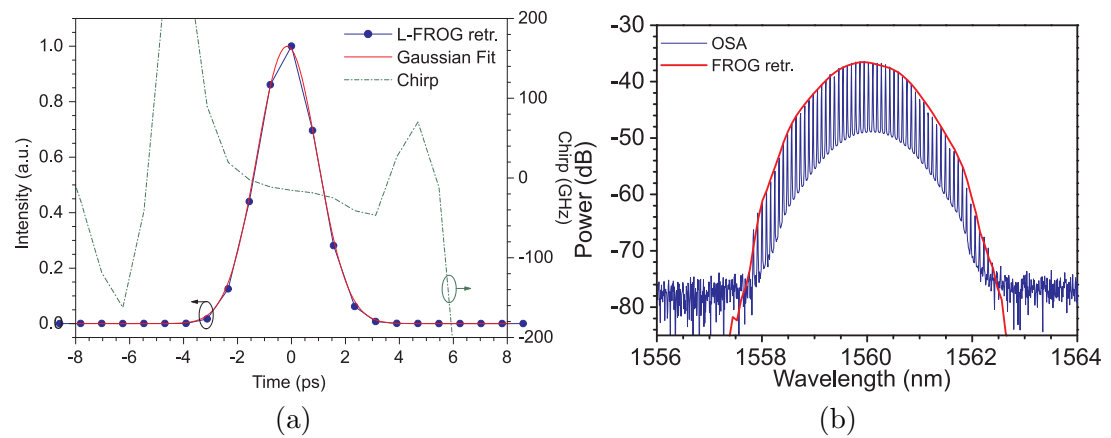 L-FROG retr.
Gaussian Fit
Chirp
1.0
0.8
0.6
0.4
0.2
0.0
Intensity (a.u.)
-8 -6 -4 -2 0 2 4 6 8
Time (ps)
200
100
0
-100
-200
Chirp (GHz)
(a)
OSA
FROG retr.
-30
-40
-50
-60
-70
-80
Power (dB)
1556 1558 1560 1562 1564
Wavelength (nm)
(b)